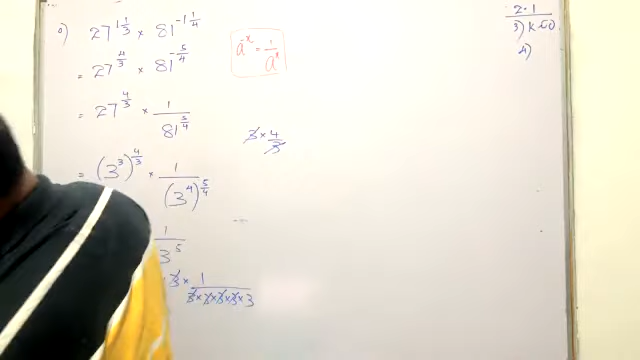 o) 27^{1 1/3} × 81^{-1 1/4}
= 27^{4/3} × 81^{-5/4}
= 27^{4/3} × 1/81^{5/4}
= (3^3)^{4/3} × 1/(3^4)^{5/4}
1/3^5
3 × 1/(3×3×3×3×3)
a^{-x} = 1/a^x
3 × 4/3
2.1
3)
4)